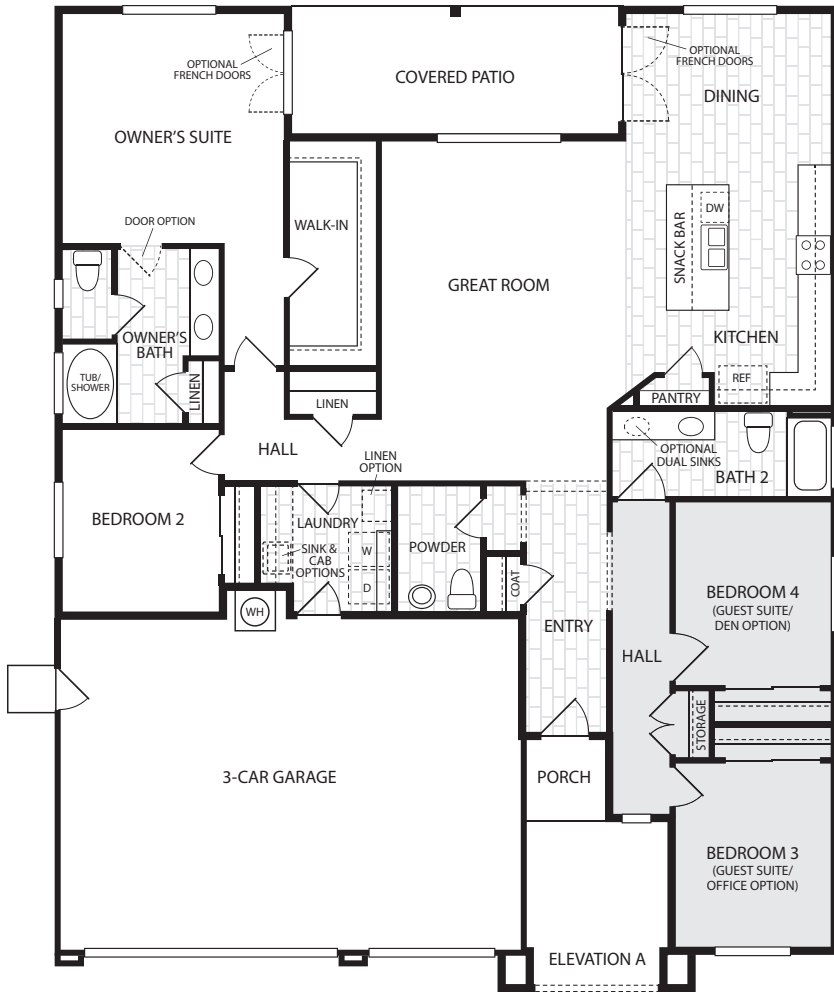 OPTIONAL
FRENCH DOORS
COVERED PATIO
OPTIONAL
FRENCH DOORS
DINING
OWNER'S SUITE
DOOR OPTION
WALK-IN
SNACK BAR
DW
GREAT ROOM
KITCHEN
OWNER'S
BATH
TUB/
SHOWER
LINEN
LINEN
REF
PANTRY
HALL
LINEN
OPTION
OPTIONAL
DUAL SINKS
BATH 2
BEDROOM 2
LAUNDRY
SINK &
CAB
OPTIONS
W
D
POWDER
COAT
WH
ENTRY
HALL
BEDROOM 4
(GUEST SUITE/
DEN OPTION)
STORAGE
3-CAR GARAGE
PORCH
BEDROOM 3
(GUEST SUITE/
OFFICE OPTION)
ELEVATION A